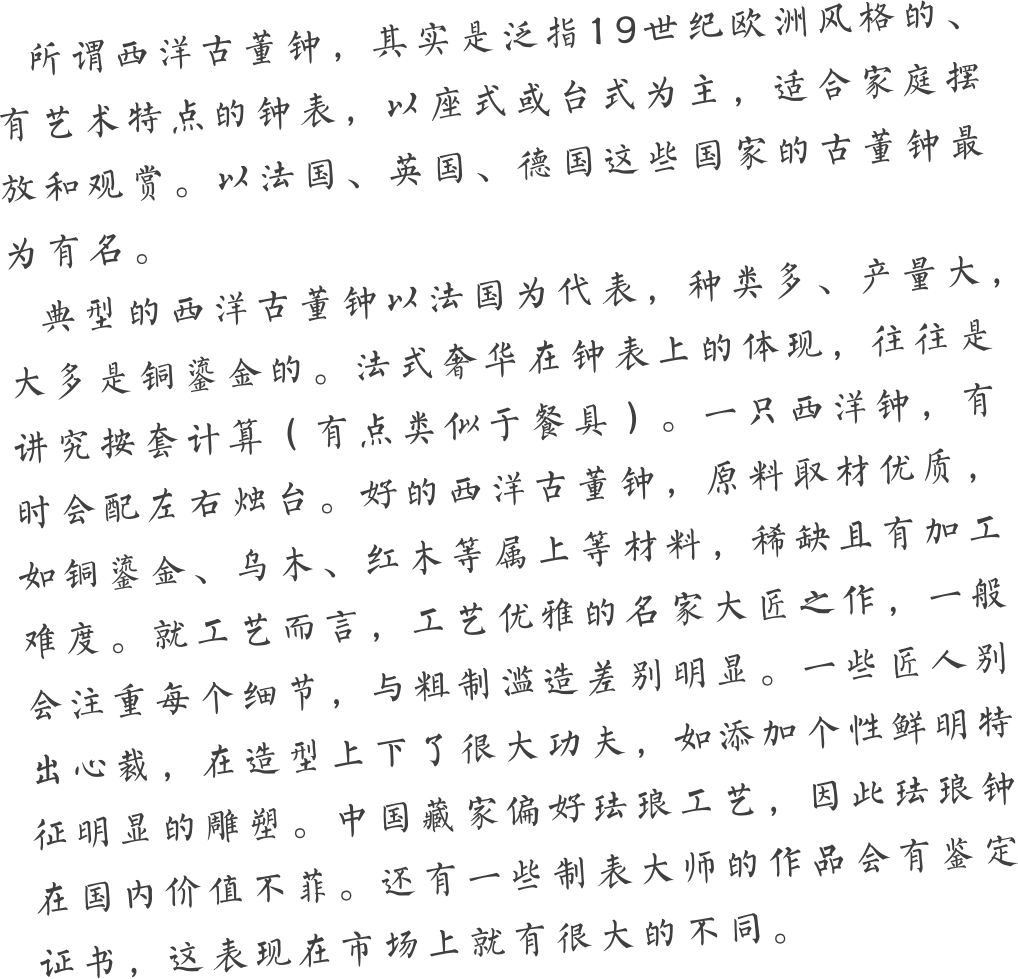 所谓西洋古董钟，其实是泛指19世纪欧洲风格的、
有艺术特点的钟表，以座式或台式为主，适合家庭摆
放和观赏。以法国、英国、德国这些国家的古董钟最
为有名。
典型的西洋古董钟以法国为代表，种类多、产量大，
大多是铜鎏金的。法式奢华在钟表上的体现，往往是
讲究按套计算（有点类似于餐具）。一只西洋钟，有
时会配左右烛台。好的西洋古董钟，原料取材优质，
如铜鎏金、乌木、红木等属上等材料，稀缺且有加工
难度。就工艺而言，工艺优雅的名家大匠之作，一般
会注重每个细节，与粗制滥造差别明显。一些匠人别
出心裁，在造型上下了很大功夫，如添加个性鲜明特
征明显的雕塑。中国藏家偏好珐琅工艺，因此珐琅钟
在国内价值不菲。还有一些制表大师的作品会有鉴定
证书，这表现在市场上就有很大的不同。